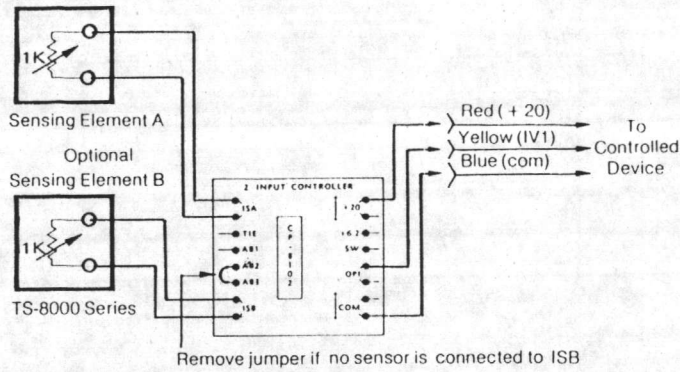 1K
Sensing Element A
Optional
Sensing Element B
1K
TS-8000 Series
2 INPUT CONTROLLER
ISA
TIE
AB1
AB2
AB3
ISB
CP-8102
+20
+6.2
SW
OP1
COM
Red ( + 20)
Yellow (IV1)
Blue (com)
To
Controlled
Device
Remove jumper if no sensor is connected to ISB